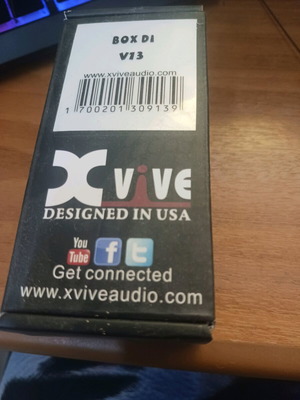 BOX DI
V13
www.xviveaudio.com
1 700201 309139
XVIVE
DESIGNED IN USA
You
Tube f t
Get connected
www.xviveaudio.com